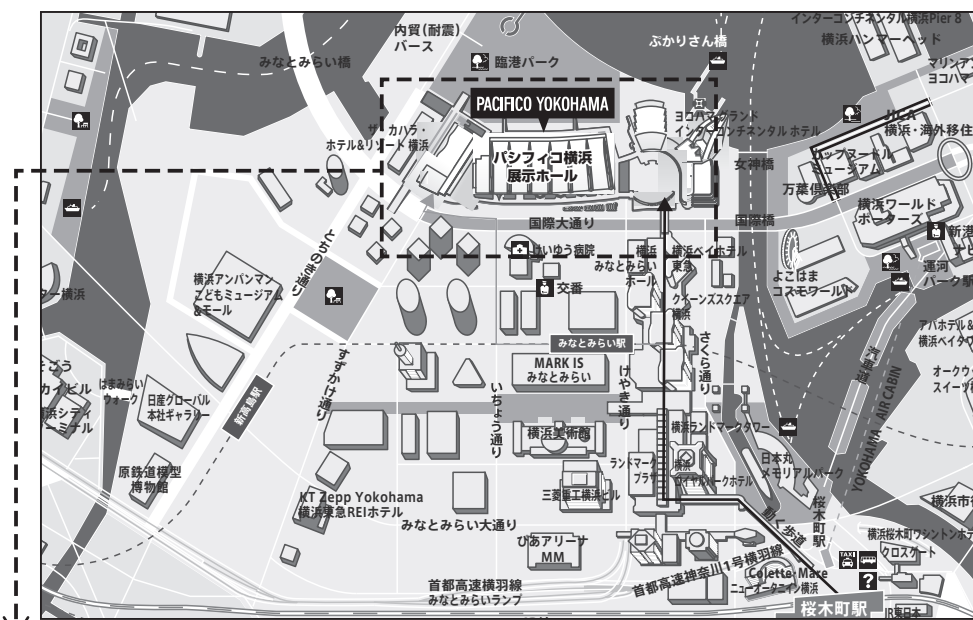 インターコンチネンタル横浜Pier 8
横浜ハンマーヘッド
マリンアン
ヨコハマ
内貿(耐震)
バース
みなとみらい橋
臨港パーク
ぷかりさん橋
PACIFICO YOKOHAMA
パシフィコ横浜
展示ホール
ザ・カハラ・
ホテル&リゾート 横浜
ヨコハマ グランド
インターコンチネンタル ホテル
JICA
横浜・海外移住
カップヌードル
ミュージアム
女神橋
万葉倶楽部
横浜ワールド
ポーターズ
国際大通り
国際橋
新港
運河
パーク駅
よこはま
コスモワールド
けいゆう病院
交番
横浜
みなとみらい
ホール
横浜ベイホテル
東急
クイーンズスクエア
横浜
とちのき通り
横浜アンパンマン
こどもミュージアム
&モール
ター横浜
みなとみらい駅
MARK IS
みなとみらい
さくら通り
けやき通り
いちょう通り
すずかけ通り
新高島駅
そごう
カイビル
浜シティ
ーミナル
はまみらい
ウォーク
日産グローバル
本社ギャラリー
原鉄道模型
博物館
アパホテル&
横浜ベイタワ
オークウッ
スイーツ
汽車道
YOKOHAMA AIR CABIN
横浜美術館
横浜ランドマークタワー
ランドマーク
プラザ
横浜
ロイヤルパークホテル
日本丸
メモリアルパーク
三菱重工横浜ビル
KT Zepp Yokohama
横浜東急REIホテル
みなとみらい大通り
ぴあアリーナ
MM
動く歩道
桜木町駅
横浜市
横浜桜木町ワシントンホテ
クロスゲート
TAXI
?
首都高速神奈川1号横羽線
首都高速横羽線
みなとみらいランプ
Colette・Mare
ニューオータニイン横浜
桜木町駅
JR東日本